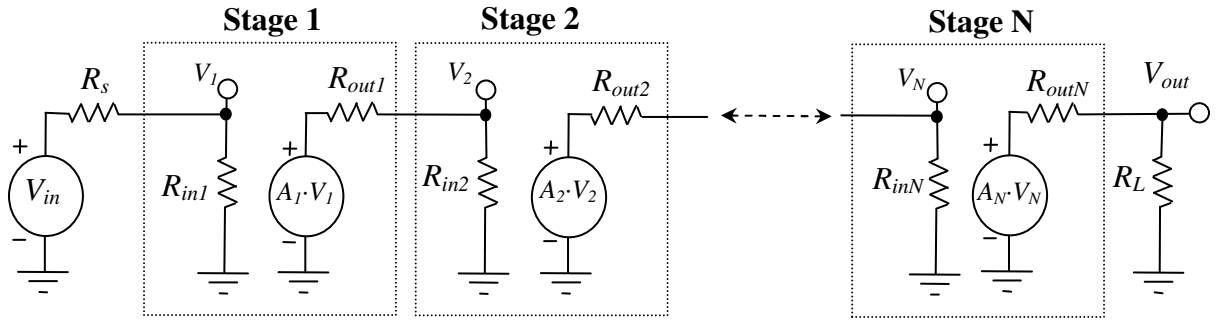 Stage 1
Stage 2
Stage N
R_s
V_1
R_out1
V_2
R_out2
V_N
R_outN
V_out
+
+
+
+
V_in
R_in1
A_1·V_1
R_in2
A_2·V_2
R_inN
A_N·V_N
R_L
−
−
−
−